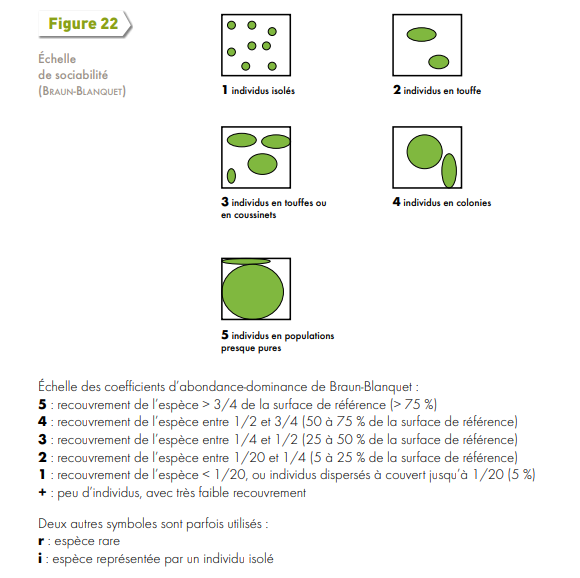 Figure 22
Échelle
de sociabilité
(BRAUN-BLANQUET)
1 individus isolés
2 individus en touffe
3 individus en touffes ou
en coussinets
4 individus en colonies
5 individus en populations
presque pures
Échelle des coefficients d'abondance-dominance de Braun-Blanquet :
5 : recouvrement de l'espèce > 3/4 de la surface de référence (> 75 %)
4 : recouvrement de l'espèce entre 1/2 et 3/4 (50 à 75 % de la surface de référence)
3 : recouvrement de l'espèce entre 1/4 et 1/2 (25 à 50 % de la surface de référence)
2 : recouvrement de l'espèce entre 1/20 et 1/4 (5 à 25 % de la surface de référence)
1 : recouvrement de l'espèce < 1/20, ou individus dispersés à couvert jusqu'à 1/20 (5 %)
+ : peu d'individus, avec très faible recouvrement
Deux autres symboles sont parfois utilisés :
r : espèce rare
i : espèce représentée par un individu isolé